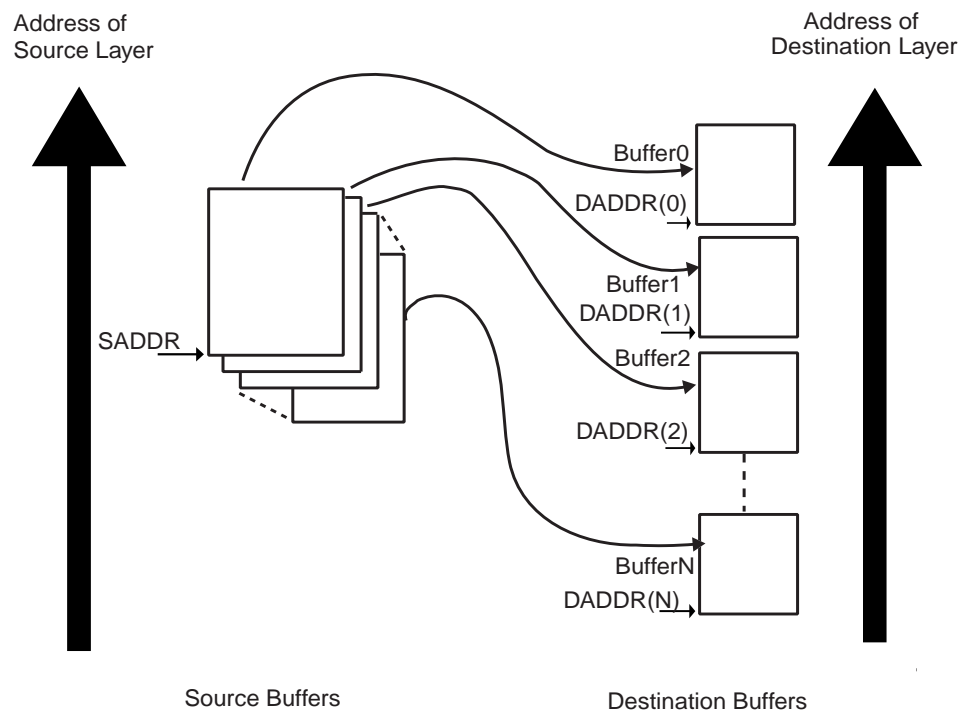 Address of
Source Layer
Address of
Destination Layer
Buffer0
DADDR(0)
Buffer1
DADDR(1)
SADDR
Buffer2
DADDR(2)
BufferN
DADDR(N)
Source Buffers
Destination Buffers